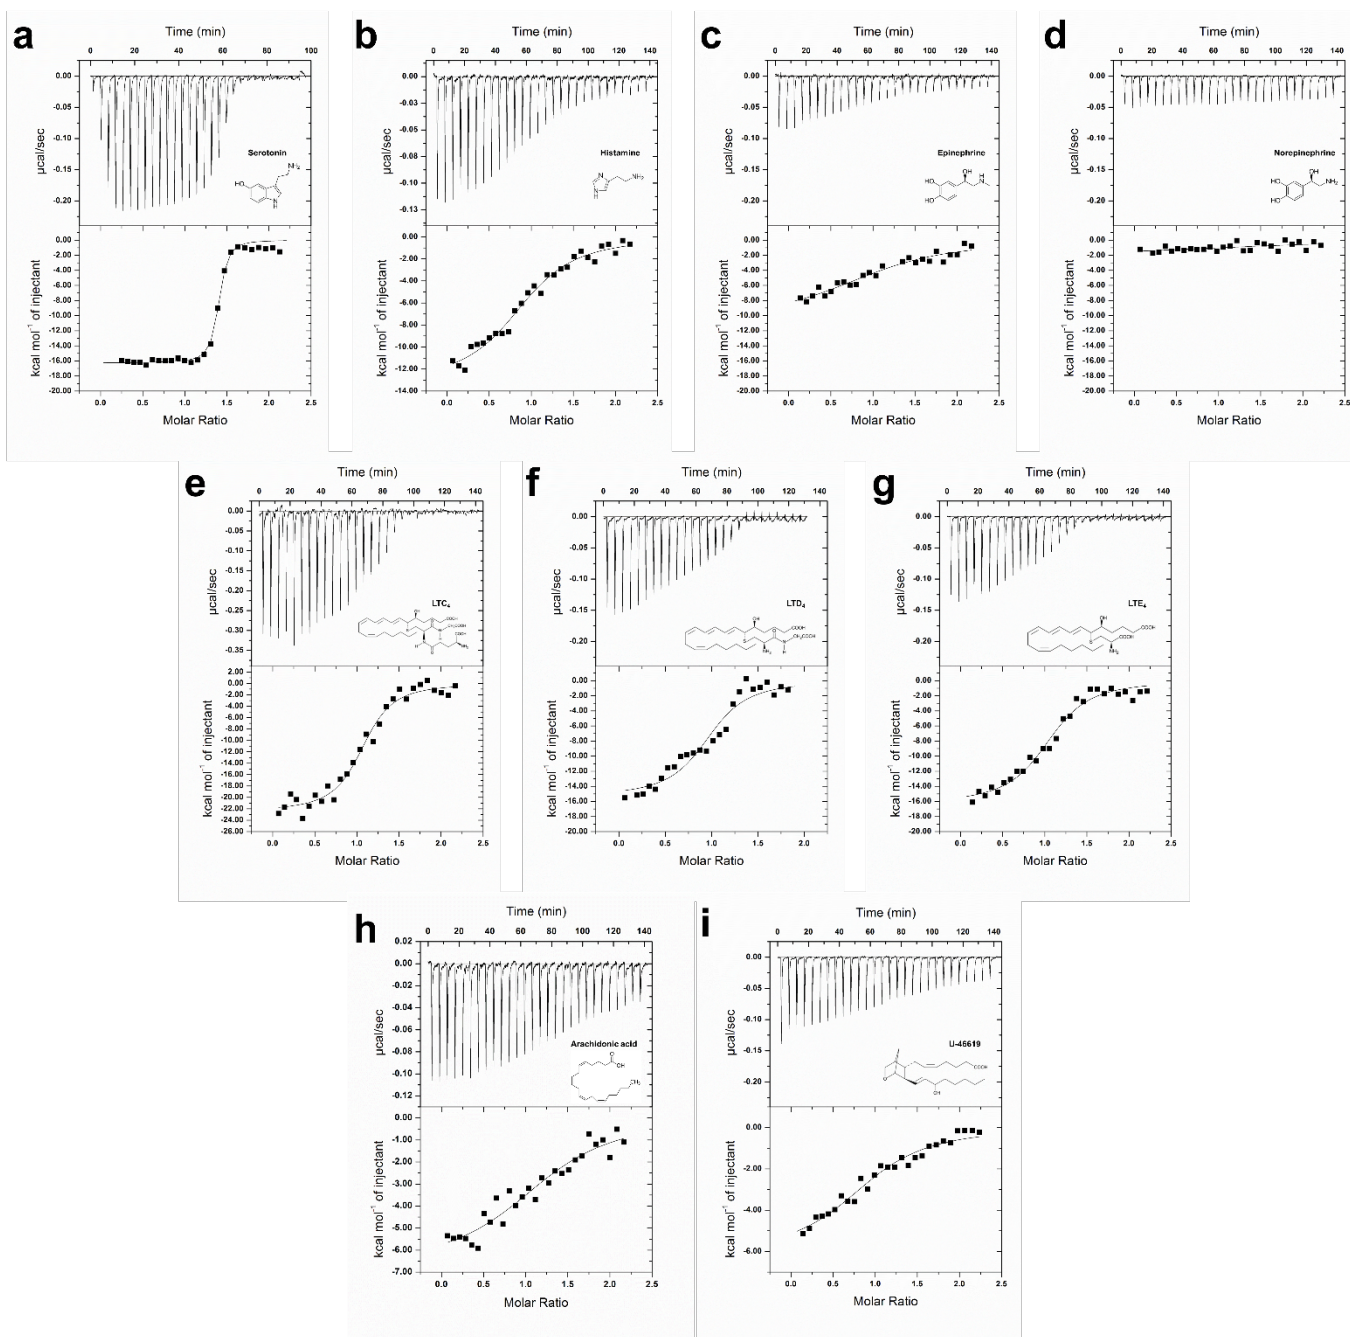 a
Time (min)
0 20 40 60 80 100
0.00
-0.05
-0.10
-0.15
-0.20
µcal/sec
Serotonin
NH₂
HO
N
H
0.00
-2.00
-4.00
-6.00
-8.00
-10.00
-12.00
-14.00
-16.00
-18.00
-20.00
kcal mol⁻¹ of injectant
0.0 0.5 1.0 1.5 2.0 2.5
Molar Ratio
b
Time (min)
0 20 40 60 80 100 120 140
0.00
-0.03
-0.05
-0.08
-0.10
-0.13
µcal/sec
Histamine
N
NH₂
N
H
0.00
-2.00
-4.00
-6.00
-8.00
-10.00
-12.00
-14.00
kcal mol⁻¹ of injectant
0.0 0.5 1.0 1.5 2.0 2.5
Molar Ratio
c
Time (min)
0 20 40 60 80 100 120 140
0.00
-0.05
-0.10
-0.15
-0.20
µcal/sec
Epinephrine
OH
HO
HO
N
H
0.00
-2.00
-4.00
-6.00
-8.00
-10.00
-12.00
-14.00
-16.00
-18.00
-20.00
kcal mol⁻¹ of injectant
0.0 0.5 1.0 1.5 2.0 2.5
Molar Ratio
d
Time (min)
0 20 40 60 80 100 120 140
0.00
-0.05
-0.10
-0.15
-0.20
µcal/sec
Norepinephrine
OH
HO
NH₂
HO
0.00
-2.00
-4.00
-6.00
-8.00
-10.00
-12.00
-14.00
-16.00
-18.00
-20.00
kcal mol⁻¹ of injectant
0.0 0.5 1.0 1.5 2.0 2.5
Molar Ratio
e
Time (min)
0 20 40 60 80 100 120 140
0.00
-0.05
-0.10
-0.15
-0.20
-0.25
-0.30
-0.35
µcal/sec
LTC₄
OH
COOH
COOH
NH₂
2.00
0.00
-2.00
-4.00
-6.00
-8.00
-10.00
-12.00
-14.00
-16.00
-18.00
-20.00
-22.00
-24.00
-26.00
kcal mol⁻¹ of injectant
0.0 0.5 1.0 1.5 2.0 2.5
Molar Ratio
f
Time (min)
0 20 40 60 80 100 120 140
0.00
-0.05
-0.10
-0.15
-0.20
µcal/sec
LTD₄
OH
COOH
O
S
N
CH₂COOH
NH₂
H
0.00
-2.00
-4.00
-6.00
-8.00
-10.00
-12.00
-14.00
-16.00
-18.00
-20.00
kcal mol⁻¹ of injectant
0.0 0.5 1.0 1.5 2.0 2.5
Molar Ratio
g
Time (min)
0 20 40 60 80 100 120 140
0.00
-0.05
-0.10
-0.15
-0.20
µcal/sec
LTE₄
OH
COOH
S
COOH
NH₂
0.00
-2.00
-4.00
-6.00
-8.00
-10.00
-12.00
-14.00
-16.00
-18.00
-20.00
kcal mol⁻¹ of injectant
0.0 0.5 1.0 1.5 2.0 2.5
Molar Ratio
h
Time (min)
0 20 40 60 80 100 120 140
0.02
0.00
-0.02
-0.04
-0.06
-0.08
-0.10
-0.12
µcal/sec
Arachidonic acid
O
OH
CH₃
0.00
-1.00
-2.00
-3.00
-4.00
-5.00
-6.00
-7.00
kcal mol⁻¹ of injectant
0.0 0.5 1.0 1.5 2.0 2.5
Molar Ratio
i
Time (min)
0 20 40 60 80 100 120 140
0.00
-0.05
-0.10
-0.15
-0.20
µcal/sec
U-46619
COOH
O
OH
0.00
-2.00
-4.00
-6.00
kcal mol⁻¹ of injectant
0.0 0.5 1.0 1.5 2.0 2.5
Molar Ratio